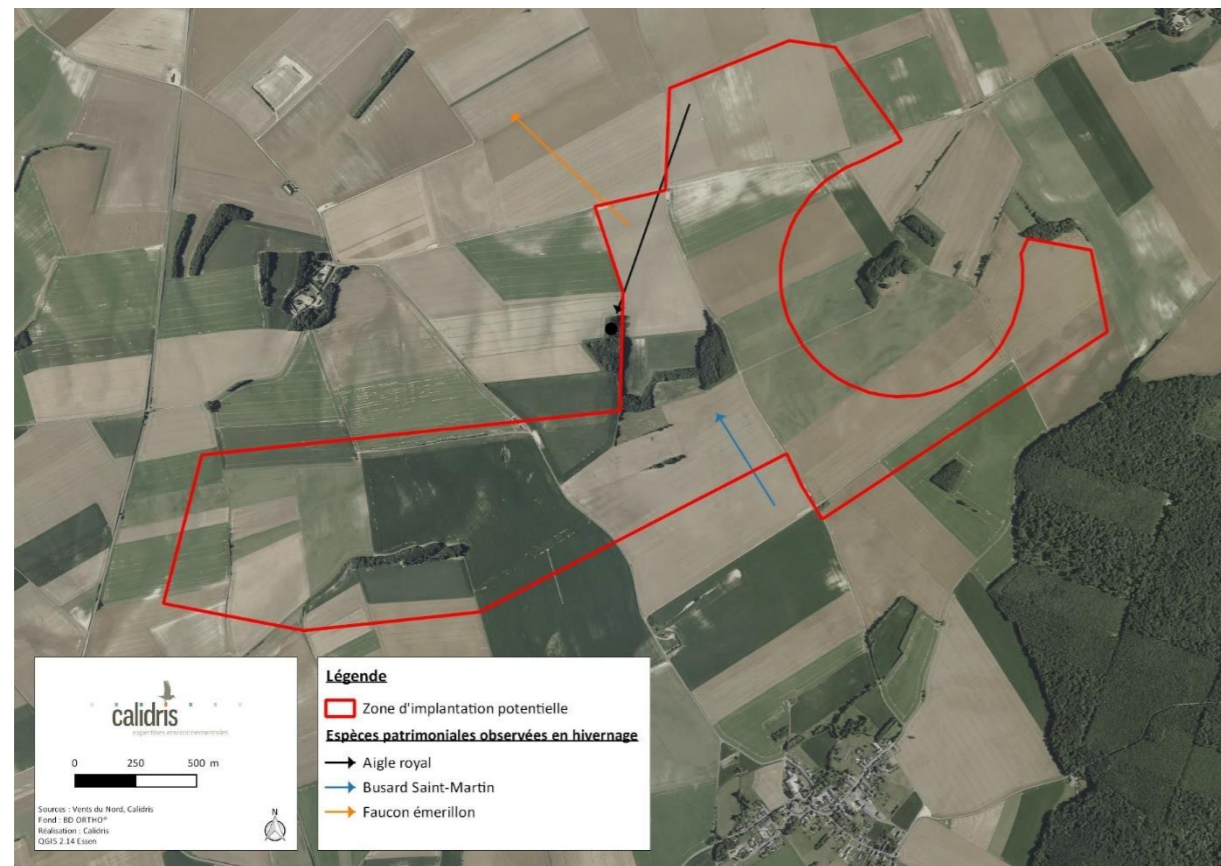 calidris
expertises environnementales
0 250 500 m
Sources : Vents du Nord, Calidris
Fond : BD ORTHO®
Réalisation : Calidris
QGIS 2.14 Essen
N
Légende
Zone d'implantation potentielle
Espèces patrimoniales observées en hivernage
Aigle royal
Busard Saint-Martin
Faucon émerillon